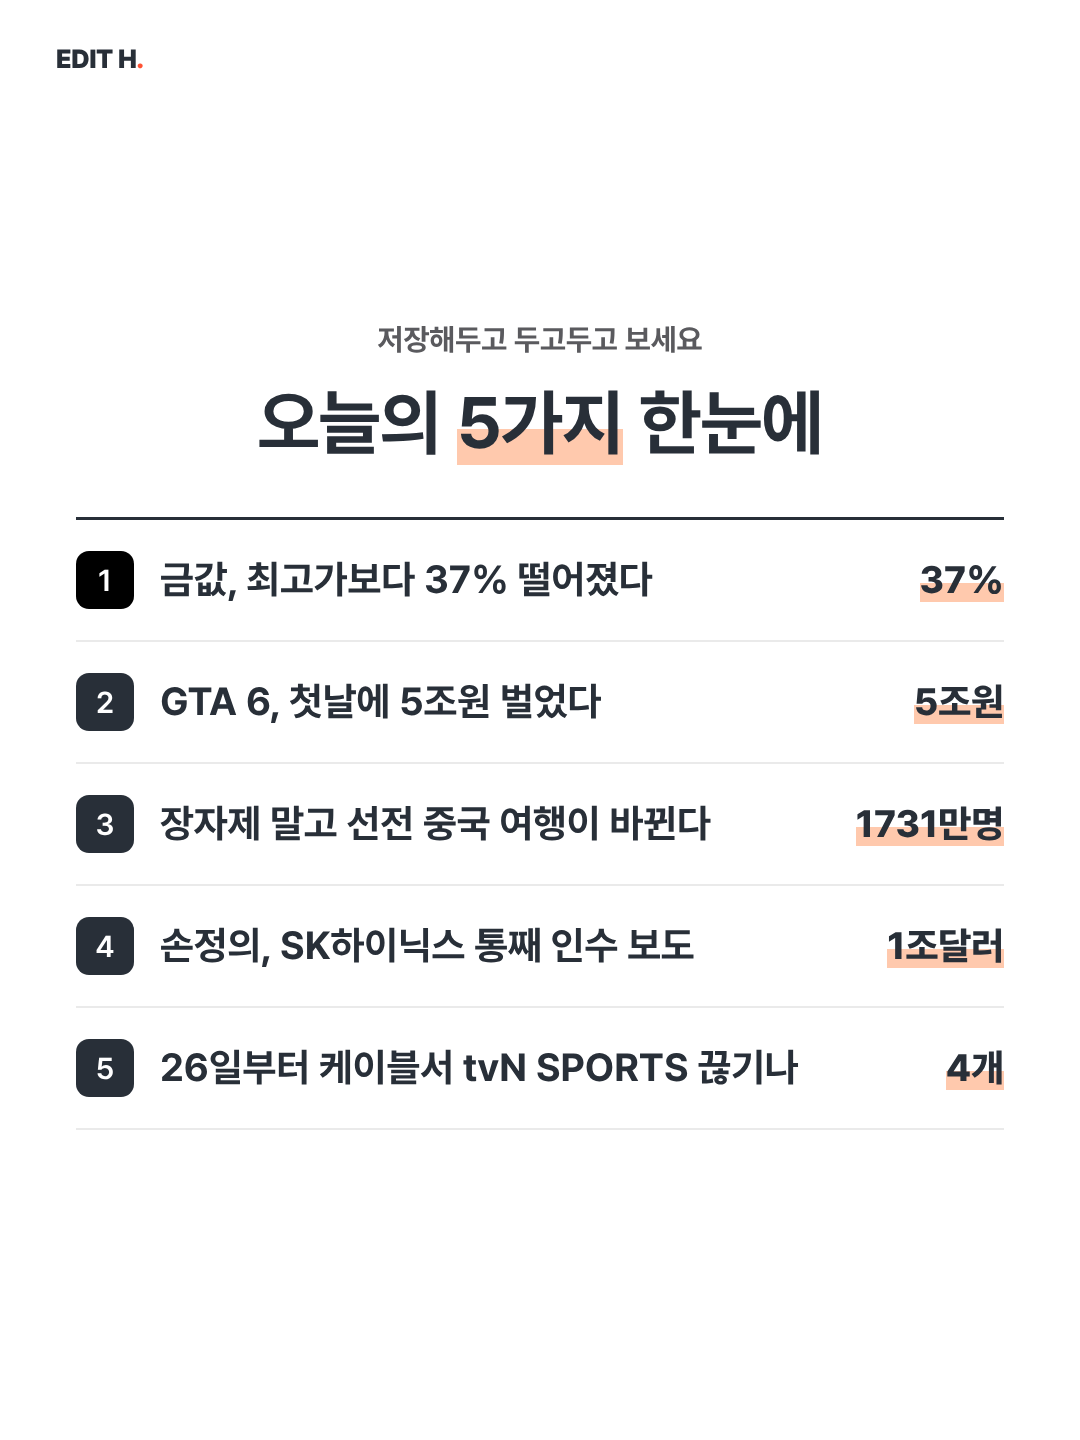 EDIT H.
저장해두고 두고두고 보세요
오늘의 5가지 한눈에
1 금값, 최고가보다 37% 떨어졌다 37%
2 GTA 6, 첫날에 5조원 벌었다 5조원
3 장자제 말고 선전 중국 여행이 바뀐다 1731만명
4 손정의, SK하이닉스 통째 인수 보도 1조달러
5 26일부터 케이블서 tvN SPORTS 끊기나 4개